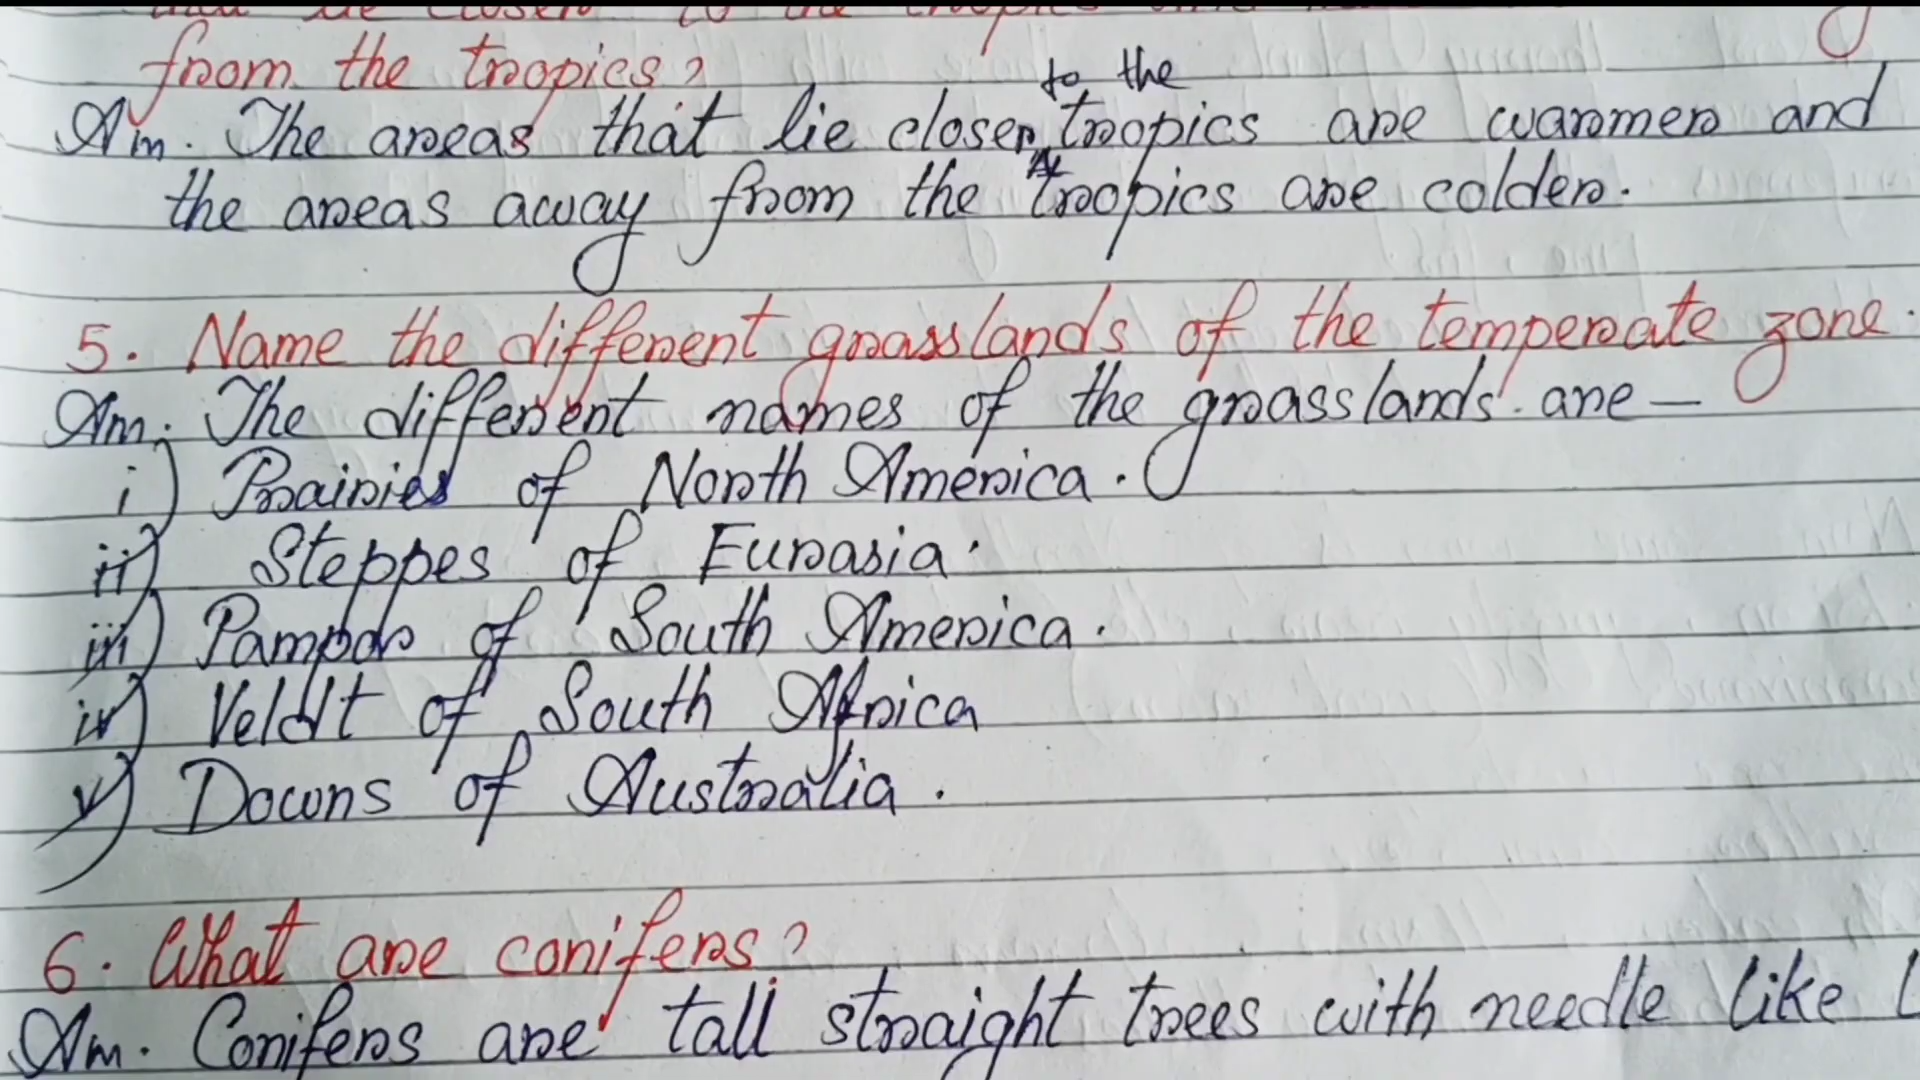 from the tropics?
to the
Ans. The areas that lie closer tropics are warmer and
the areas away from the tropics are colder.
5. Name the different grasslands of the temperate zone.
Ans. The different names of the grasslands are —
i) Prairies of North America.
ii) Steppes of Eurasia.
iii) Pampas of South America.
iv) Veldt of South Africa
v) Downs of Australia.
6. What are conifers?
Ans. Conifers are tall straight trees with needle like